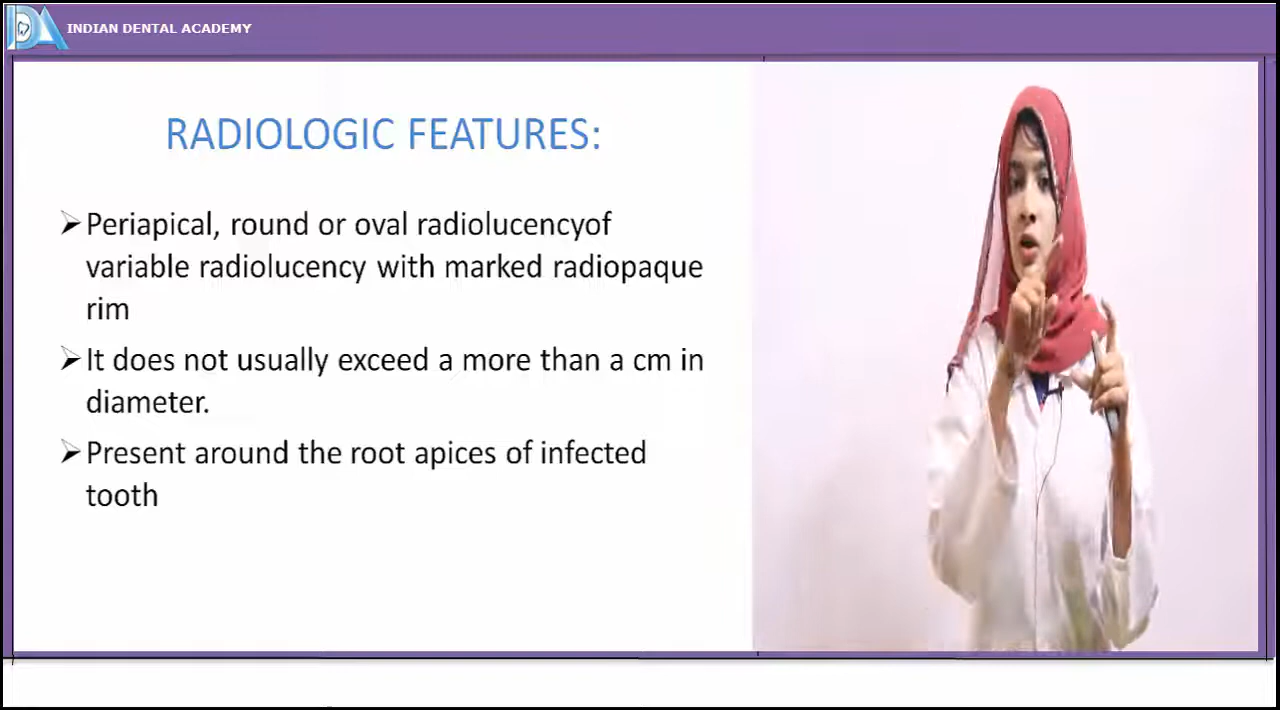 INDIAN DENTAL ACADEMY
RADIOLOGIC FEATURES:
➢Periapical, round or oval radiolucencyof
variable radiolucency with marked radiopaque
rim
➢It does not usually exceed a more than a cm in
diameter.
➢Present around the root apices of infected
tooth